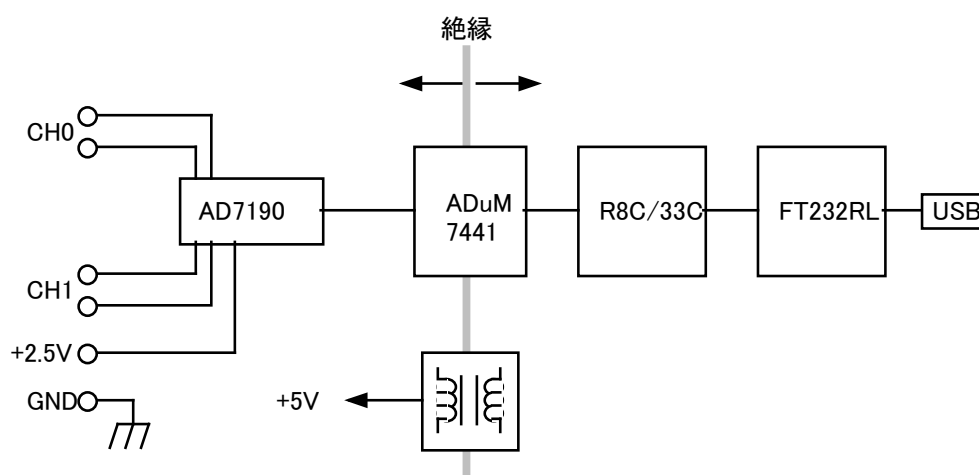 絶縁
CH0
AD7190
ADuM
7441
R8C/33C
FT232RL
USB
CH1
+2.5V
GND
+5V